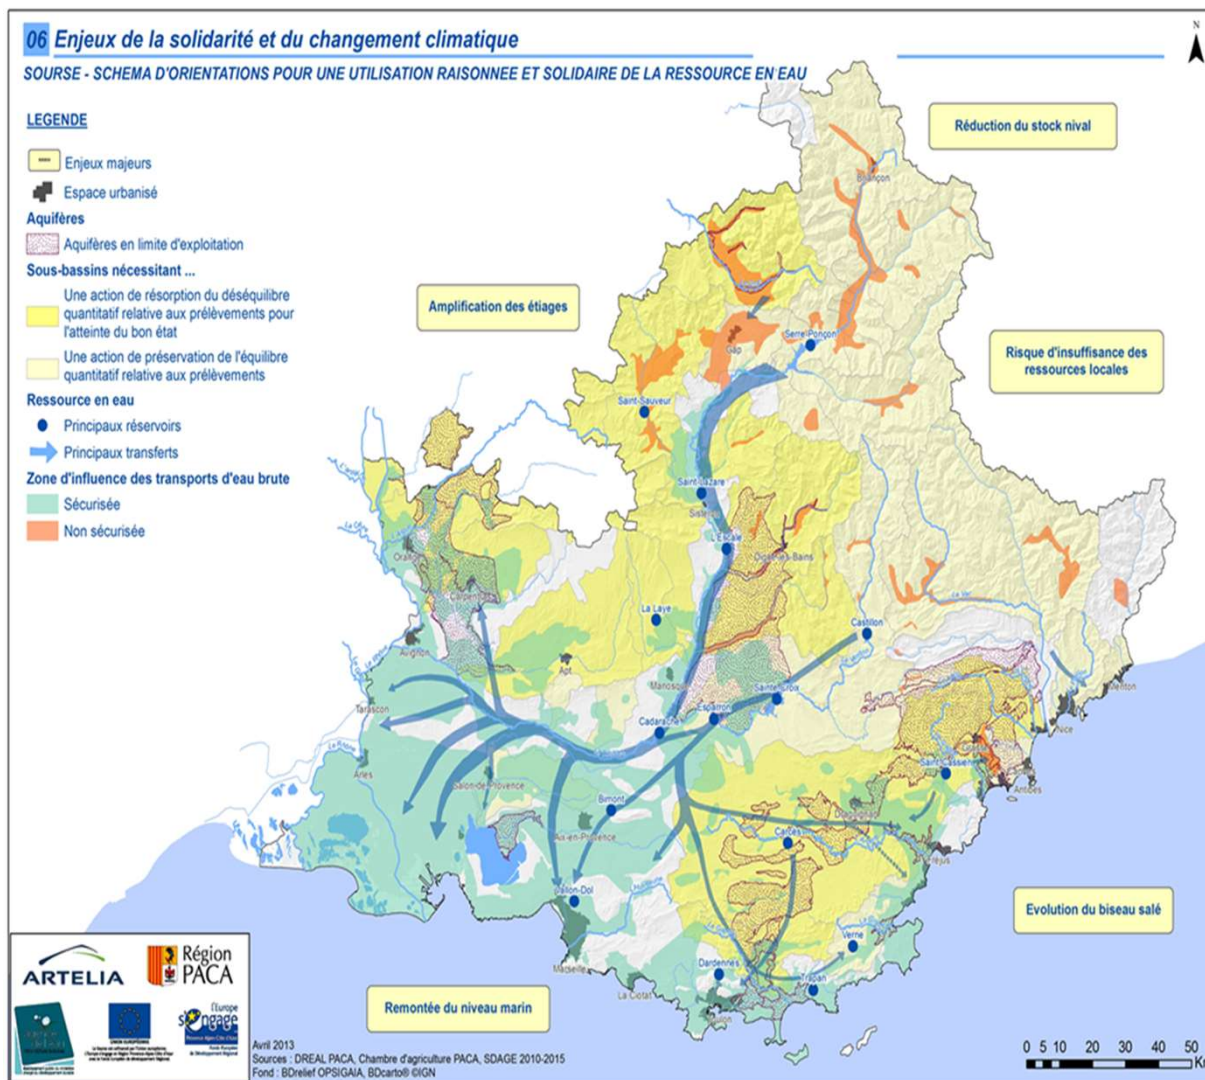 06 Enjeux de la solidarité et du changement climatique
SOURSE - SCHEMA D'ORIENTATIONS POUR UNE UTILISATION RAISONNEE ET SOLIDAIRE DE LA RESSOURCE EN EAU
N
LEGENDE
Enjeux majeurs
Espace urbanisé
Aquifères
Aquifères en limite d'exploitation
Sous-bassins nécessitant ...
Une action de résorption du déséquilibre
quantitatif relative aux prélèvements pour
l'atteinte du bon état
Une action de préservation de l'équilibre
quantitatif relative aux prélèvements
Ressource en eau
Principaux réservoirs
Principaux transferts
Zone d'influence des transports d'eau brute
Sécurisée
Non sécurisée
Réduction du stock nival
Amplification des étiages
Risque d'insuffisance des
ressources locales
Evolution du biseau salé
Remontée du niveau marin
Briançon
Serre-Ponçon
Gap
Saint-Sauveur
Saint-Lazare
L'Escale
Digne-les-Bains
Orange
Carpentras
La Laye
Castillon
Le Var
Avignon
Apt
Manosque
Sainte-Croix
Menton
Nice
Tarascon
Cadarache
Esparron
Arles
Salon-de-Provence
Saint-Cassien
Antibes
Bimont
Aix-en-Provence
Draguignan
Carcès
Fréjus
Vallon-Dol
Marseille
La Ciotat
Dardennes
Verne
Trapan
Toulon
ARTELIA
Région
PACA
UNION EUROPÉENNE
l'Europe
s'engage
Avril 2013
Sources : DREAL PACA, Chambre d'agriculture PACA, SDAGE 2010-2015
Fond : BDrelief OPSIGAIA, BDcarto® ©IGN
0 5 10 20 30 40 50
Km